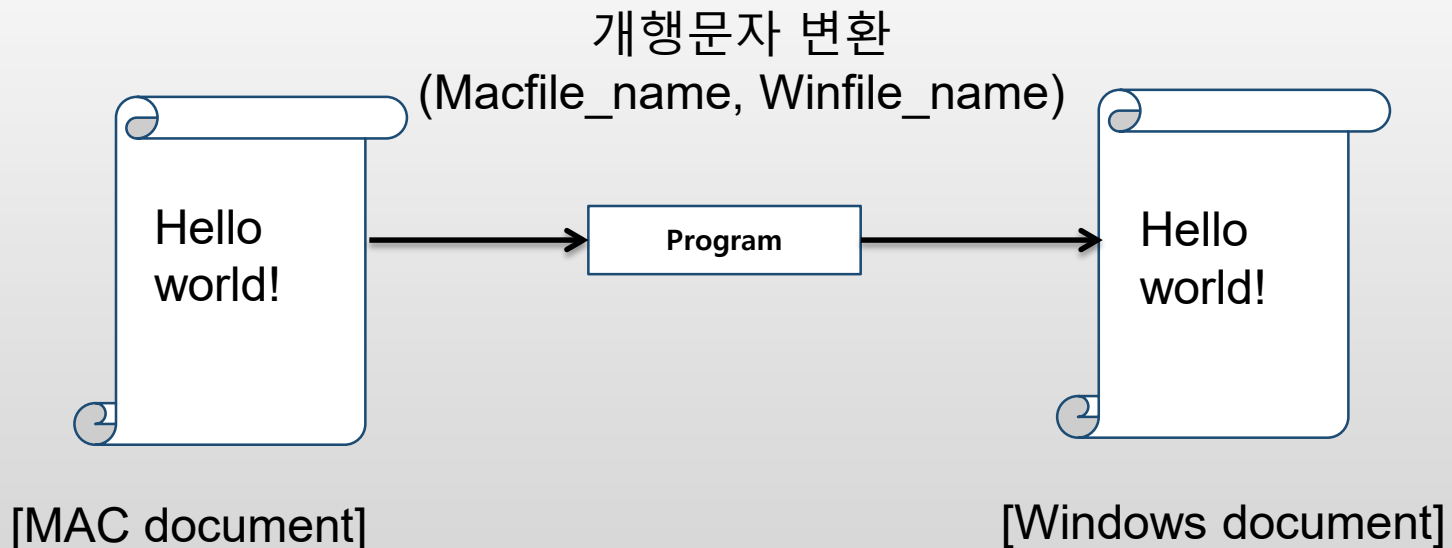 개행문자 변환
(Macfile_name, Winfile_name)
Hello
world!
Program
Hello
world!
[MAC document]
[Windows document]